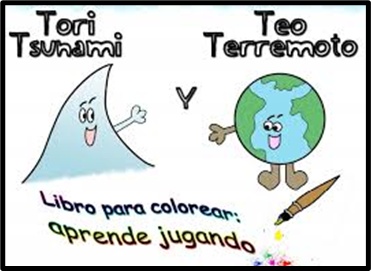 Tori
Tsunami
Y
Teo
Terremoto
Libro para colorear:
aprende jugando